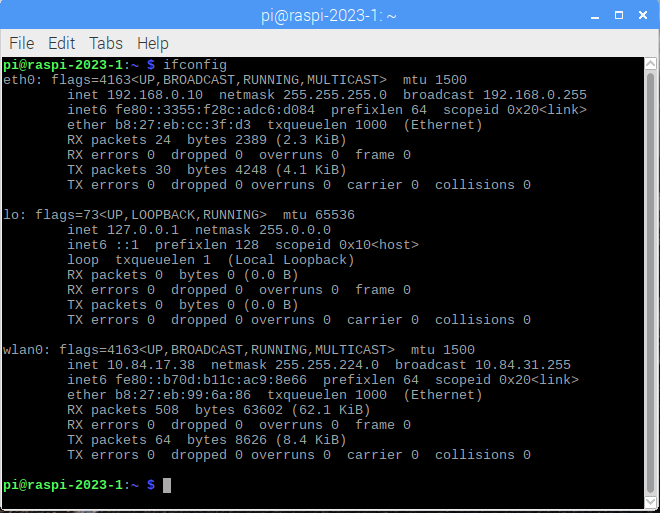 pi@raspi-2023-1: ~
File Edit Tabs Help
pi@raspi-2023-1:~ $ ifconfig
eth0: flags=4163<UP,BROADCAST,RUNNING,MULTICAST>  mtu 1500
        inet 192.168.0.10  netmask 255.255.255.0  broadcast 192.168.0.255
        inet6 fe80::3355:f28c:adc6:d084  prefixlen 64  scopeid 0x20<link>
        ether b8:27:eb:cc:3f:d3  txqueuelen 1000  (Ethernet)
        RX packets 24  bytes 2389 (2.3 KiB)
        RX errors 0  dropped 0  overruns 0  frame 0
        TX packets 30  bytes 4248 (4.1 KiB)
        TX errors 0  dropped 0 overruns 0  carrier 0  collisions 0
lo: flags=73<UP,LOOPBACK,RUNNING>  mtu 65536
        inet 127.0.0.1  netmask 255.0.0.0
        inet6 ::1  prefixlen 128  scopeid 0x10<host>
        loop  txqueuelen 1  (Local Loopback)
        RX packets 0  bytes 0 (0.0 B)
        RX errors 0  dropped 0  overruns 0  frame 0
        TX packets 0  bytes 0 (0.0 B)
        TX errors 0  dropped 0 overruns 0  carrier 0  collisions 0
wlan0: flags=4163<UP,BROADCAST,RUNNING,MULTICAST>  mtu 1500
        inet 10.84.17.38  netmask 255.255.224.0  broadcast 10.84.31.255
        inet6 fe80::b70d:b11c:ac9:8e66  prefixlen 64  scopeid 0x20<link>
        ether b8:27:eb:99:6a:86  txqueuelen 1000  (Ethernet)
        RX packets 508  bytes 63602 (62.1 KiB)
        RX errors 0  dropped 0  overruns 0  frame 0
        TX packets 64  bytes 8626 (8.4 KiB)
        TX errors 0  dropped 0 overruns 0  carrier 0  collisions 0
pi@raspi-2023-1:~ $